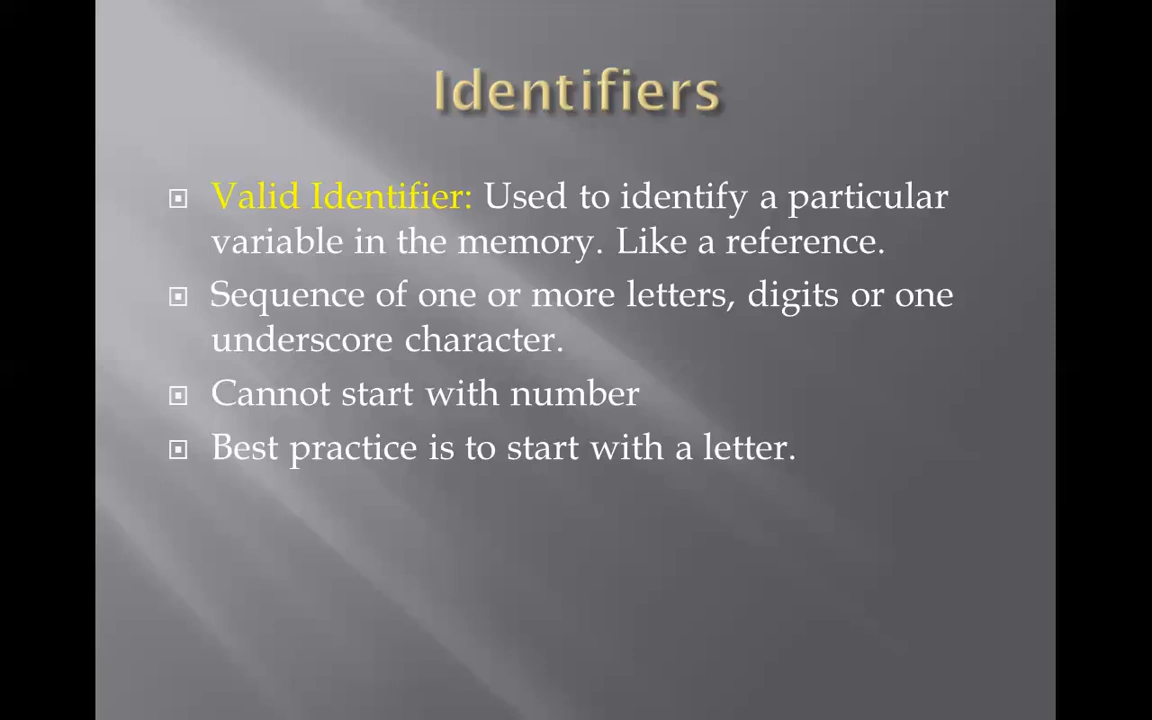 Identifiers
Valid Identifier: Used to identify a particular
variable in the memory. Like a reference.
Sequence of one or more letters, digits or one
underscore character.
Cannot start with number
Best practice is to start with a letter.